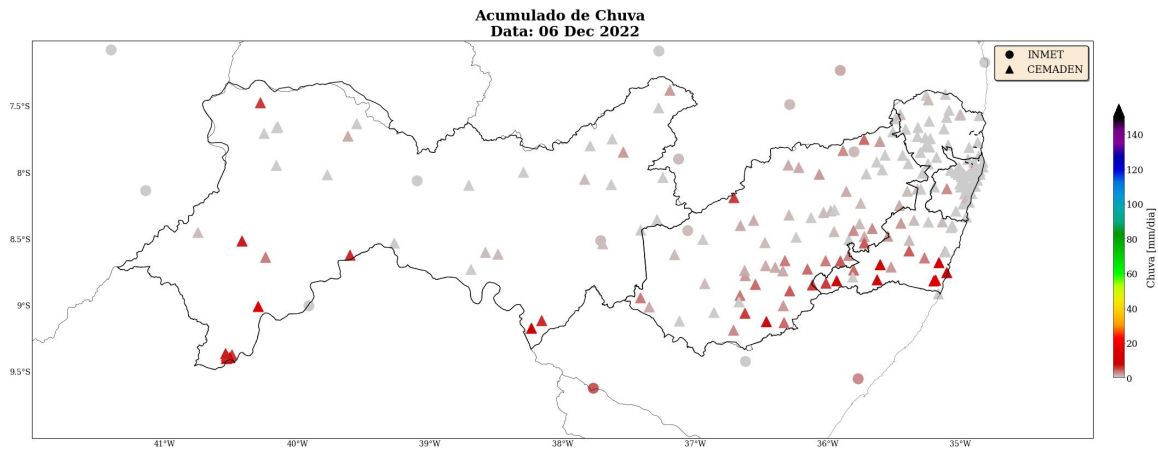 Acumulado de Chuva
Data: 06 Dec 2022
INMET
CEMADEN
7.5°S
8°S
8.5°S
9°S
9.5°S
41°W
40°W
39°W
38°W
37°W
36°W
35°W
140
120
100
80
60
40
20
0
Chuva [mm/dia]